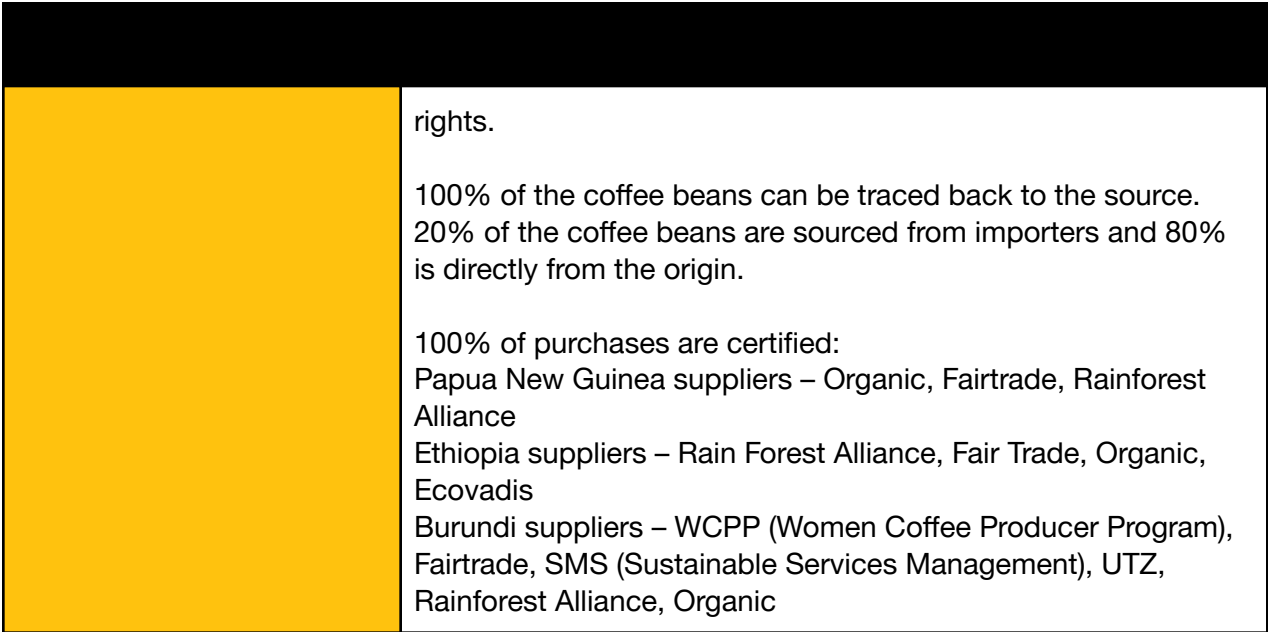 rights.
100% of the coffee beans can be traced back to the source.
20% of the coffee beans are sourced from importers and 80%
is directly from the origin.
100% of purchases are certified:
Papua New Guinea suppliers – Organic, Fairtrade, Rainforest
Alliance
Ethiopia suppliers – Rain Forest Alliance, Fair Trade, Organic,
Ecovadis
Burundi suppliers – WCPP (Women Coffee Producer Program),
Fairtrade, SMS (Sustainable Services Management), UTZ,
Rainforest Alliance, Organic